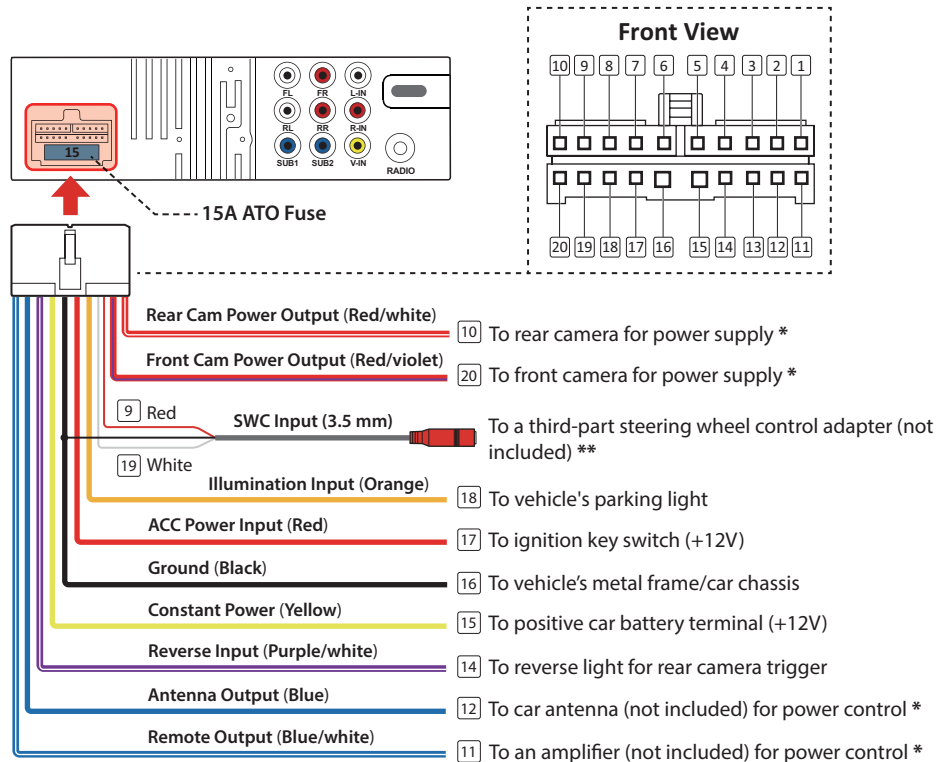 Front View
10 9 8 7 6 5 4 3 2 1
20 19 18 17 16 15 14 13 12 11
FL FR L-IN
RL RR R-IN
SUB1 SUB2 V-IN
RADIO
15
15A ATO Fuse
Rear Cam Power Output (Red/white)
10 To rear camera for power supply *
Front Cam Power Output (Red/violet)
20 To front camera for power supply *
9 Red
SWC Input (3.5 mm)
19 White
To a third-part steering wheel control adapter (not
included) **
Illumination Input (Orange)
18 To vehicle's parking light
ACC Power Input (Red)
17 To ignition key switch (+12V)
Ground (Black)
16 To vehicle’s metal frame/car chassis
Constant Power (Yellow)
15 To positive car battery terminal (+12V)
Reverse Input (Purple/white)
14 To reverse light for rear camera trigger
Antenna Output (Blue)
12 To car antenna (not included) for power control *
Remote Output (Blue/white)
11 To an amplifier (not included) for power control *